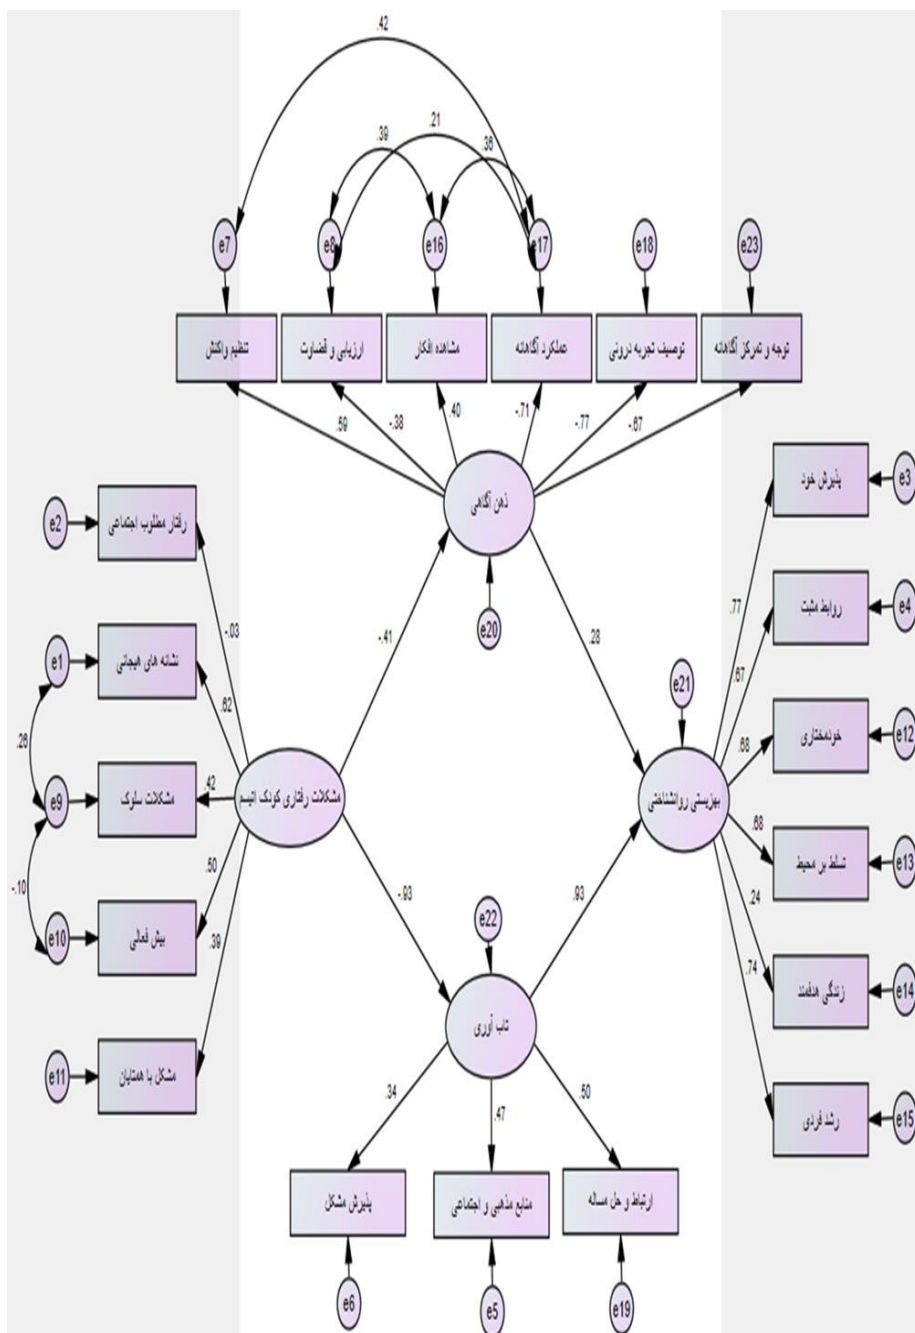 .42
.21
.39
.36
e7
e8
e16
e17
e18
e23
تنظیم واکنش
ارزیابی و قضاوت
مشاهده افکار
عملکرد آگاهانه
توصیف تجربه درونی
توجه و تمرکز آگاهانه
.59
-.38
.40
-.71
-.77
-.67
ذهن آگاهی
e20
e2
رفتار مطلوب اجتماعی
e1
نشانه های هیجانی
e9
مشکلات سلوک
e10
بیش فعالی
e11
مشکل با همتایان
.26
-.10
-.03
.62
.42
.50
.39
مشکلات رفتاری کودک اتیسم
-.41
-.93
.28
.93
e21
بهزیستی روانشناختی
.77
.67
.68
.68
.24
.74
پذیرش خود
e3
روابط مثبت
e4
خودمختاری
e12
تسلط بر محیط
e13
زندگی هدفمند
e14
رشد فردی
e15
e22
تاب آوری
.34
.47
.50
پذیرش مشکل
منابع مذهبی و اجتماعی
ارتباط و حل مساله
e6
e5
e19